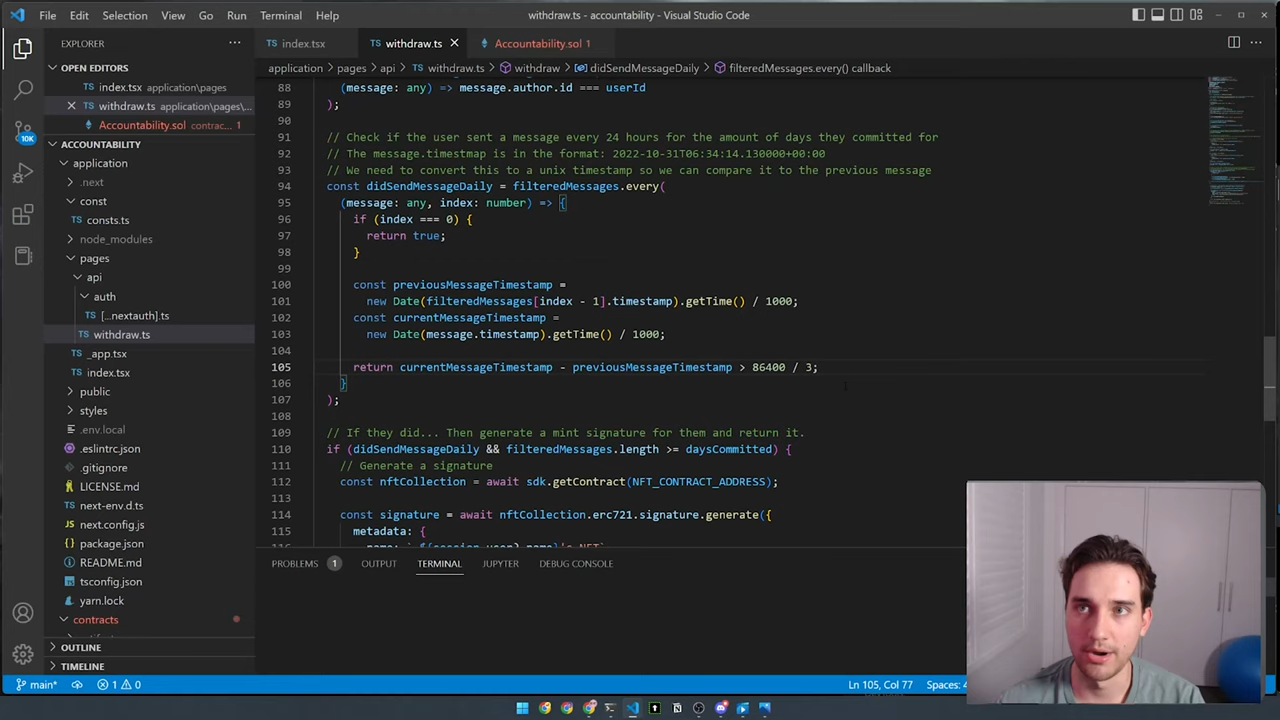 File Edit Selection View Go Run Terminal Help
withdraw.ts - accountability - Visual Studio Code
EXPLORER
OPEN EDITORS
index.tsx application\pages
withdraw.ts application\pages\...
Accountability.sol contrac... 1
ACCOUNTABILITY
application
.next
const
consts.ts
node_modules
pages
api
auth
[...nextauth].ts
withdraw.ts
_app.tsx
index.tsx
public
styles
.env.local
.eslintrc.json
.gitignore
LICENSE.md
next-env.d.ts
next.config.js
package.json
README.md
tsconfig.json
yarn.lock
contracts
OUTLINE
TIMELINE
10K
index.tsx withdraw.ts Accountability.sol 1
application > pages > api > withdraw.ts > withdraw > didSendMessageDaily > filteredMessages.every() callback
88 (message: any) => message.author.id === userId
89 );
90
91 // Check if the user sent a message every 24 hours for the amount of days they committed for
92 // The message.timestmap is in the format: 2022-10-31T06:34:14.130000+00:00
93 // We need to convert this to a unix timestamp so we can compare it to the previous message
94 const didSendMessageDaily = filteredMessages.every(
95 (message: any, index: number) => {
96 if (index === 0) {
97 return true;
98 }
99
100 const previousMessageTimestamp =
101 new Date(filteredMessages[index - 1].timestamp).getTime() / 1000;
102 const currentMessageTimestamp =
103 new Date(message.timestamp).getTime() / 1000;
104
105 return currentMessageTimestamp - previousMessageTimestamp > 86400 / 3;
106 }
107 );
108
109 // If they did... Then generate a mint signature for them and return it.
110 if (didSendMessageDaily && filteredMessages.length >= daysCommitted) {
111 // Generate a signature
112 const nftCollection = await sdk.getContract(NFT_CONTRACT_ADDRESS);
113
114 const signature = await nftCollection.erc721.signature.generate({
115 metadata: {
PROBLEMS 1 OUTPUT TERMINAL JUPYTER DEBUG CONSOLE
main* 1 0 Ln 105, Col 77